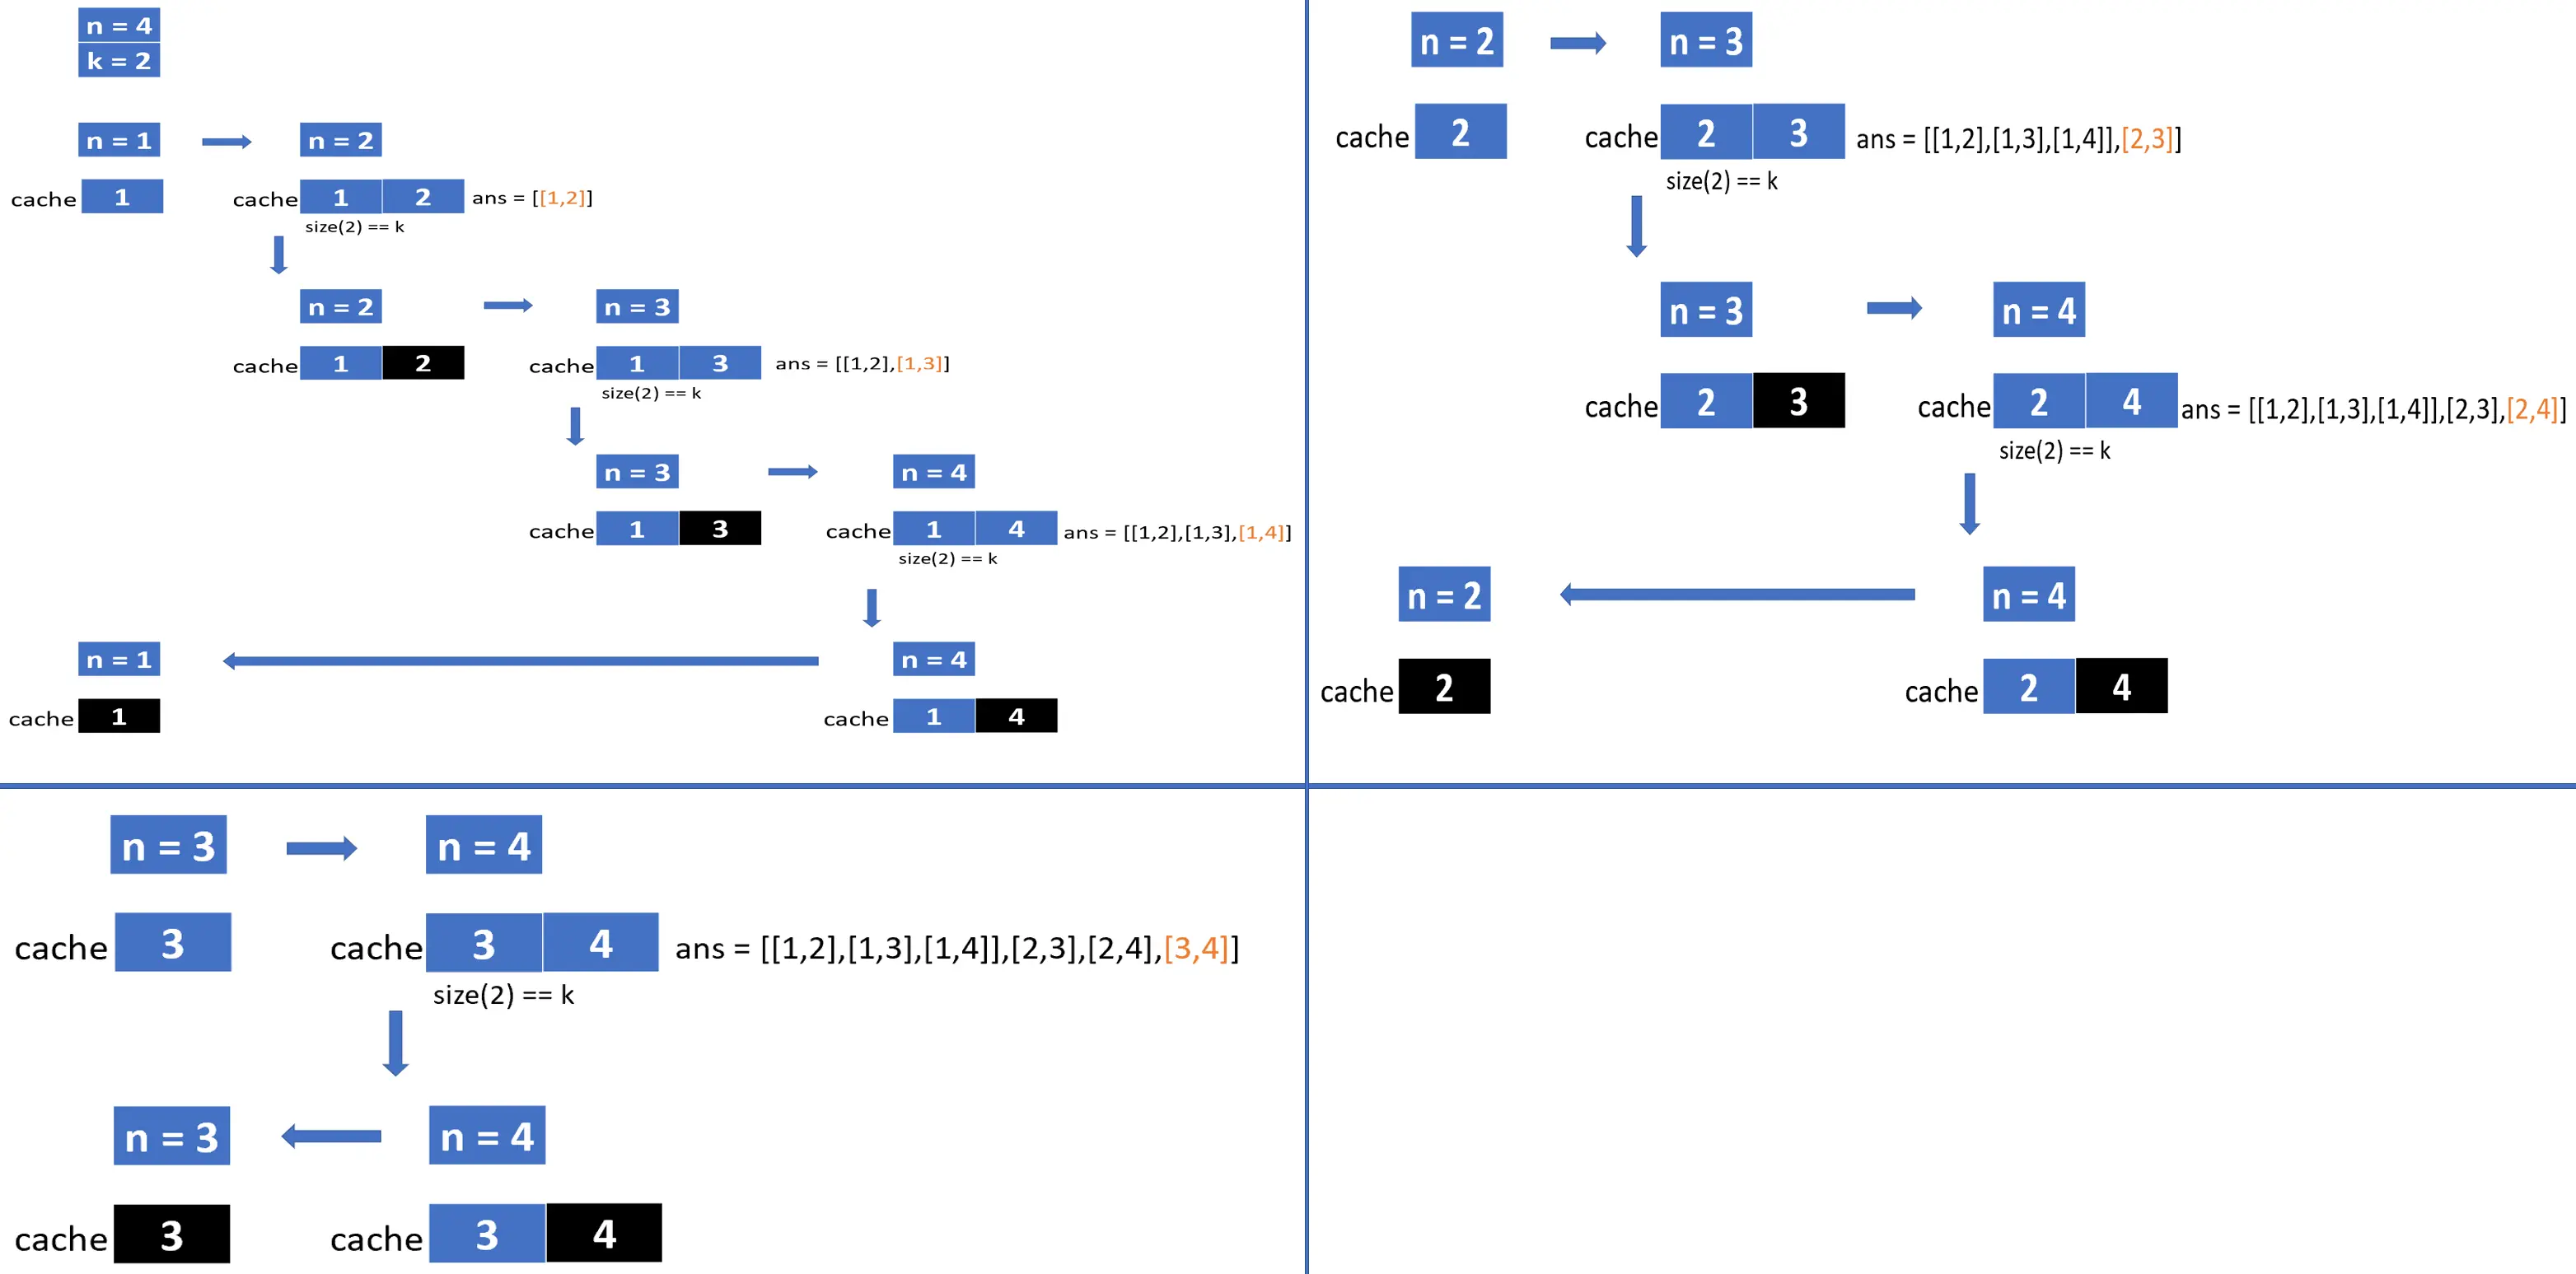 n = 4
k = 2
n = 1
n = 2
cache 1
cache 1 2 ans = [[1,2]]
size(2) == k
n = 2
n = 3
cache 1 2
cache 1 3 ans = [[1,2],[1,3]]
size(2) == k
n = 3
n = 4
cache 1 3
cache 1 4 ans = [[1,2],[1,3],[1,4]]
size(2) == k
n = 1
n = 4
cache 1
cache 1 4
n = 2
n = 3
cache 2
cache 2 3 ans = [[1,2],[1,3],[1,4]],[2,3]]
size(2) == k
n = 3
n = 4
cache 2 3
cache 2 4 ans = [[1,2],[1,3],[1,4]],[2,3],[2,4]]
size(2) == k
n = 2
n = 4
cache 2
cache 2 4
n = 3
n = 4
cache 3
cache 3 4 ans = [[1,2],[1,3],[1,4]],[2,3],[2,4],[3,4]]
size(2) == k
n = 3
n = 4
cache 3
cache 3 4